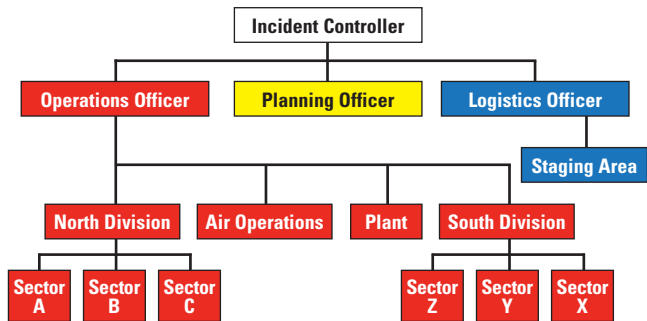 Incident Controller
Operations Officer
Planning Officer
Logistics Officer
Staging Area
North Division
Air Operations
Plant
South Division
Sector
A
Sector
B
Sector
C
Sector
Z
Sector
Y
Sector
X